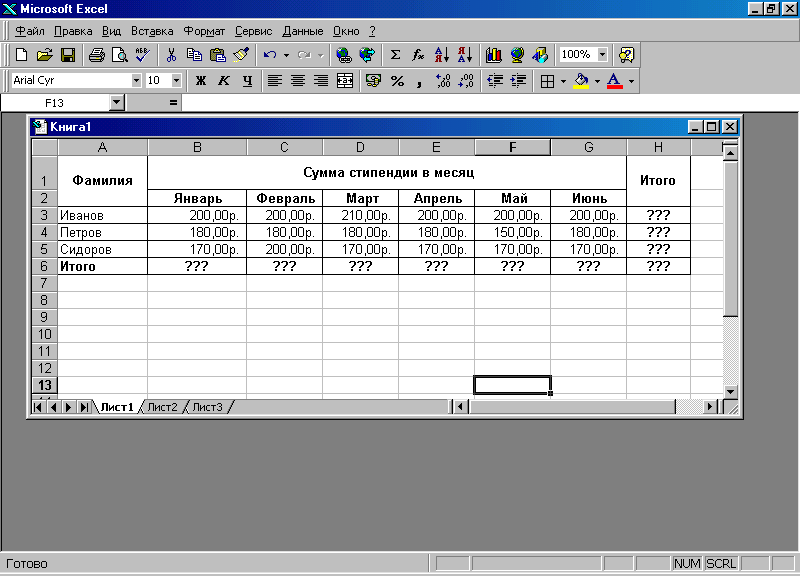 Microsoft Excel
Файл Правка Вид Вставка Формат Сервис Данные Окно ?
Σ fx 100%
Arial Cyr 10 Ж К Ч % ,
F13 =
Книга1
A B C D E F G H
1 Фамилия Сумма стипендии в месяц Итого
2 Январь Февраль Март Апрель Май Июнь
3 Иванов 200,00р. 200,00р. 210,00р. 200,00р. 200,00р. 200,00р. ???
4 Петров 180,00р. 180,00р. 180,00р. 180,00р. 150,00р. 180,00р. ???
5 Сидоров 170,00р. 200,00р. 170,00р. 170,00р. 170,00р. 170,00р. ???
6 Итого ??? ??? ??? ??? ??? ??? ???
7
8
9
10
11
12
13
Лист1 Лист2 Лист3
Готово NUM SCRL